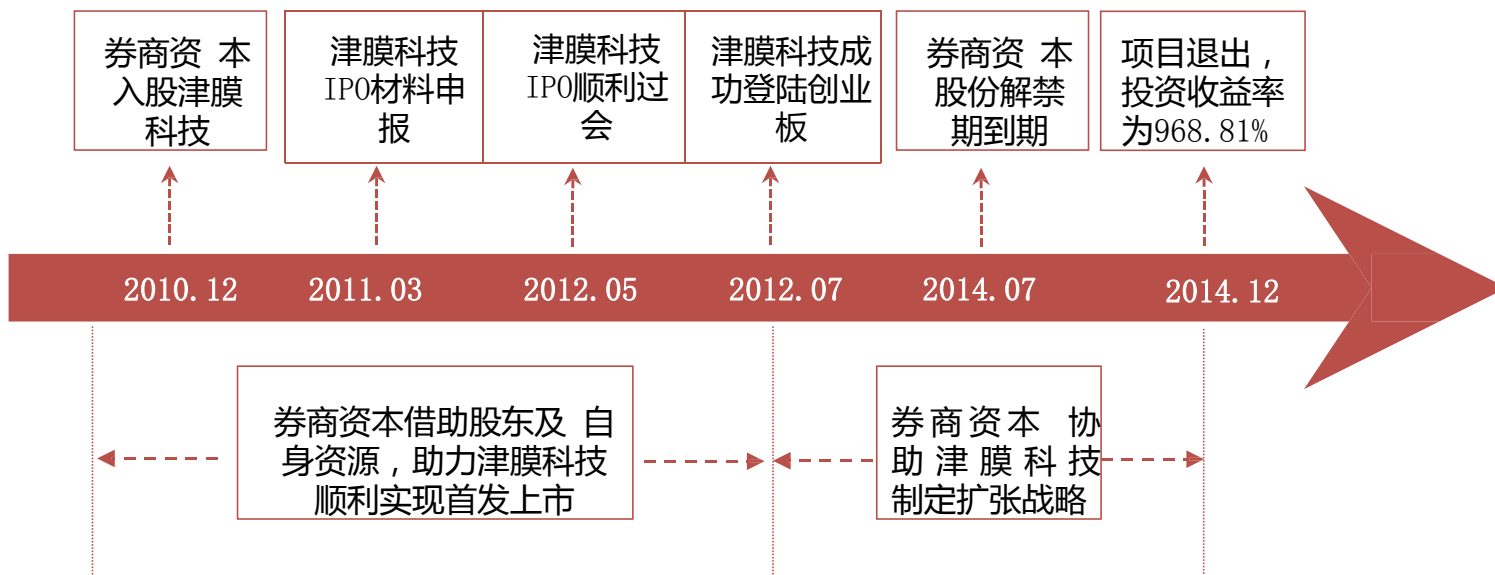 券商资 本
入股津膜
科技
津膜科技
IPO材料申
报
津膜科技
IPO顺利过
会
津膜科技成
功登陆创业
板
券商资 本
股份解禁
期到期
项目退出，
投资收益率
为968.81%
2010.12
2011.03
2012.05
2012.07
2014.07
2014.12
券商资本借助股东及 自
身资源，助力津膜科技
顺利实现首发上市
券商资本 协
助津膜科技
制定扩张战略